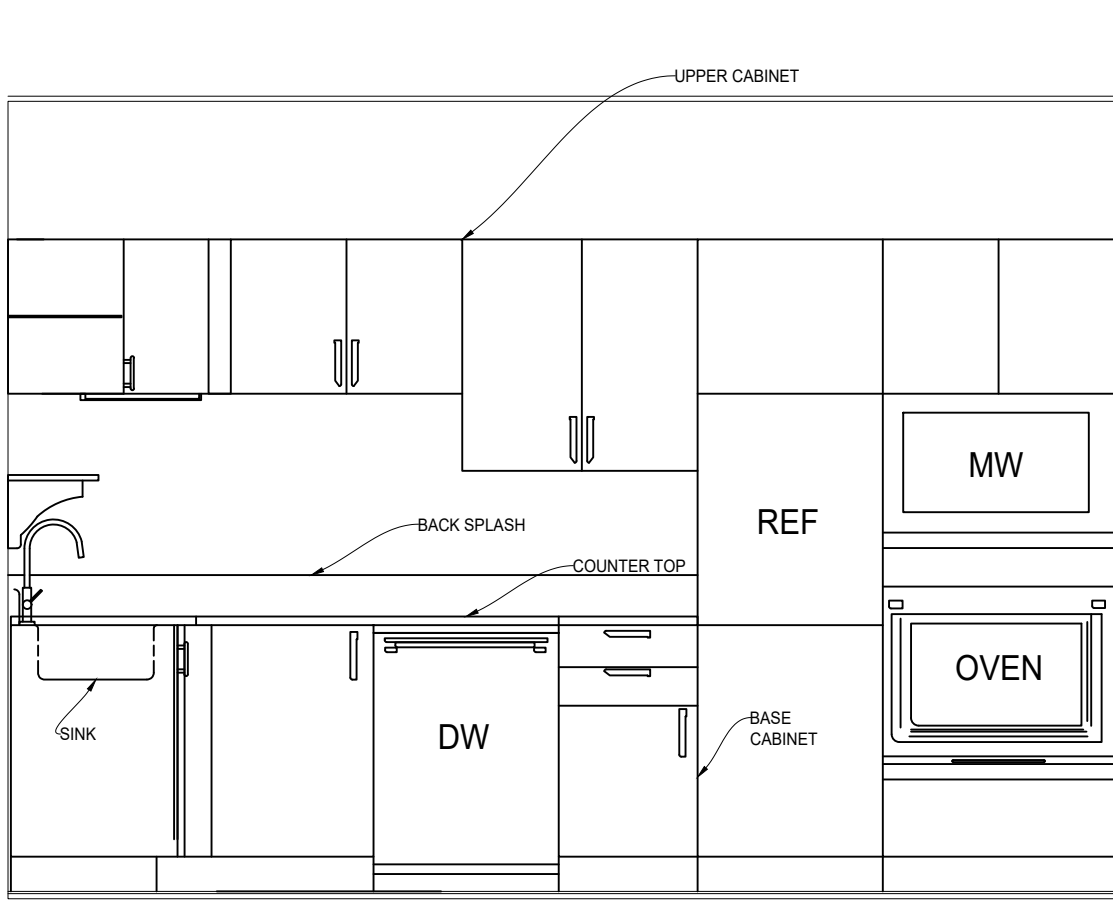 UPPER CABINET
MW
REF
BACK SPLASH
COUNTER TOP
OVEN
SINK
DW
BASE
CABINET